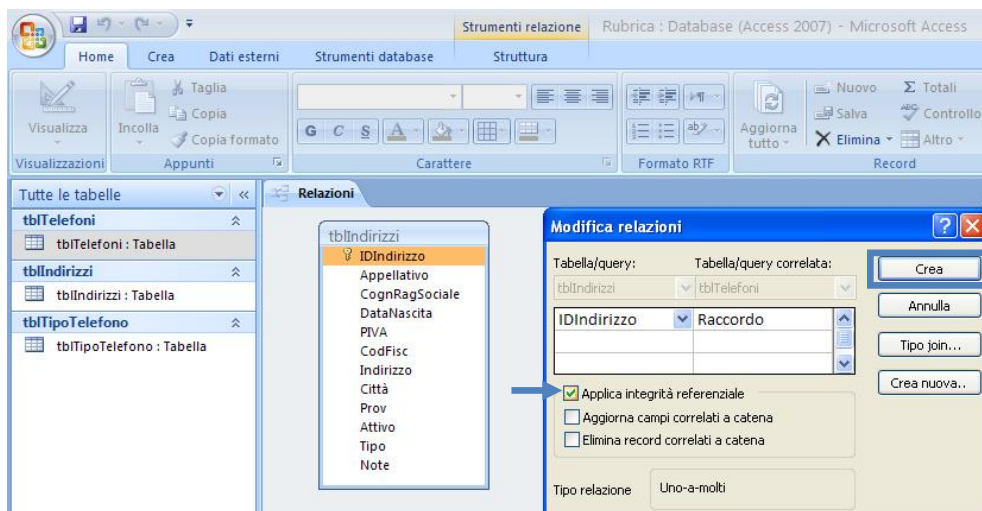 Strumenti relazione Rubrica : Database (Access 2007) - Microsoft Access
Home Crea Dati esterni Strumenti database Struttura
Visualizza
Visualizzazioni
Incolla
Taglia
Copia
Copia formato
Appunti
G C S A
Carattere
ab
Formato RTF
Aggiorna
tutto
Nuovo
Salva
Elimina
Σ Totali
ABC Controllo
Altro
Record
Tutte le tabelle
tblTelefoni
tblTelefoni : Tabella
tblIndirizzi
tblIndirizzi : Tabella
tblTipoTelefono
tblTipoTelefono : Tabella
Relazioni
tblIndirizzi
IDIndirizzo
Appellativo
CognRagSociale
DataNascita
PIVA
CodFisc
Indirizzo
Città
Prov
Attivo
Tipo
Note
Modifica relazioni
Tabella/query: Tabella/query correlata:
tblIndirizzi tblTelefoni
IDIndirizzo Raccordo
Applica integrità referenziale
Aggiorna campi correlati a catena
Elimina record correlati a catena
Tipo relazione Uno-a-molti
Crea
Annulla
Tipo join...
Crea nuova..